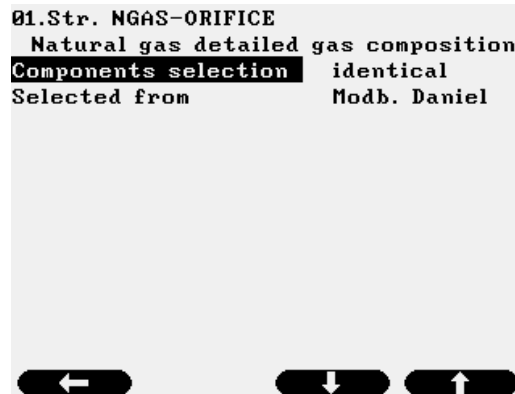 01.Str. NGAS-ORIFICE
Natural gas detailed gas composition
Components selection identical
Selected from Modb. Daniel